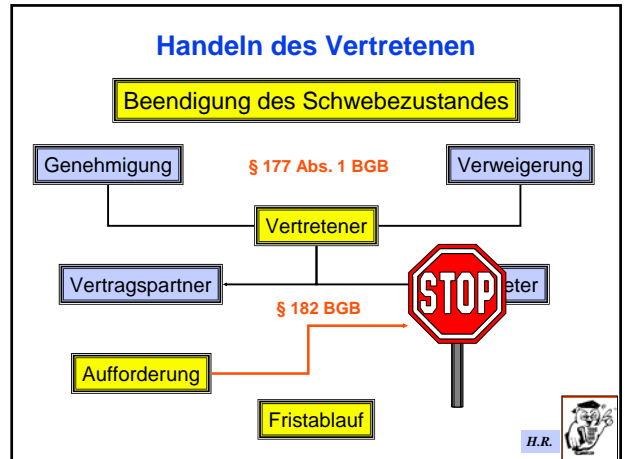 Handeln des Vertretenen
Beendigung des Schwebezustandes
Genehmigung
§ 177 Abs. 1 BGB
Verweigerung
Vertretener
Vertragspartner
STOP
eter
§ 182 BGB
Aufforderung
Fristablauf
H.R.